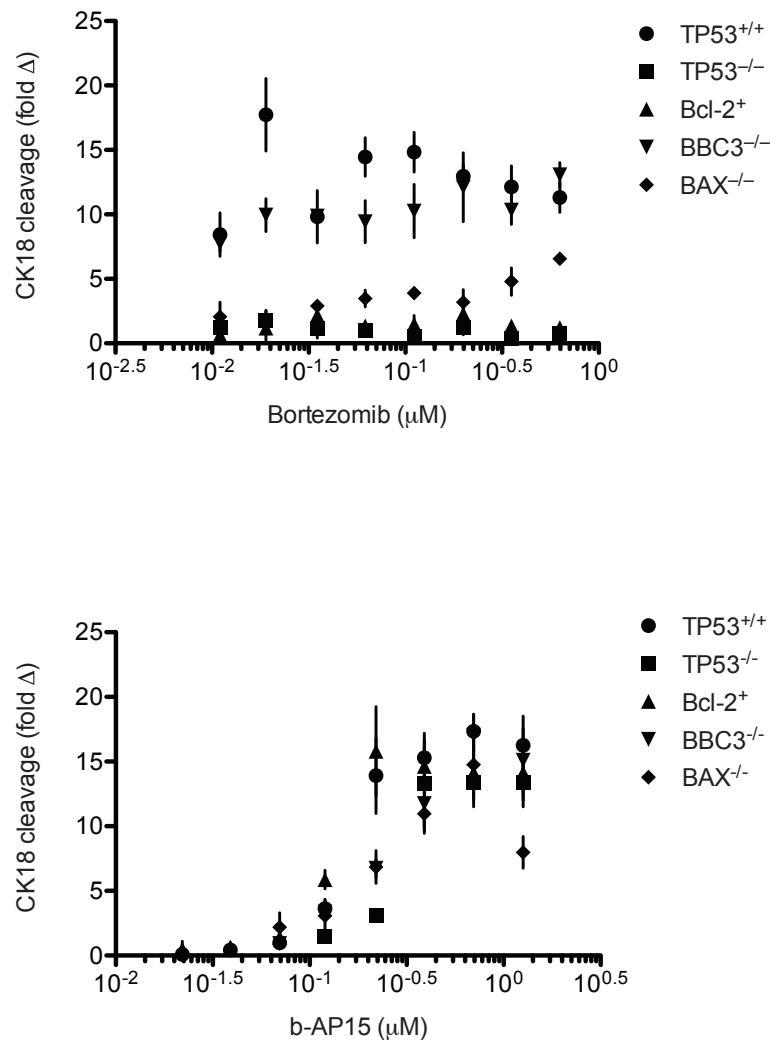 25
20
15
10
5
0
CK18 cleavage (fold Δ)
10^-2.5 10^-2 10^-1.5 10^-1 10^-0.5 10^0
Bortezomib (μM)
TP53^+/+
TP53^–/–
Bcl-2^+
BBC3^–/–
BAX^–/–
25
20
15
10
5
0
CK18 cleavage (fold Δ)
10^-2 10^-1.5 10^-1 10^-0.5 10^0 10^0.5
b-AP15 (μM)
TP53^+/+
TP53^-/-
Bcl-2^+
BBC3^-/-
BAX^-/-